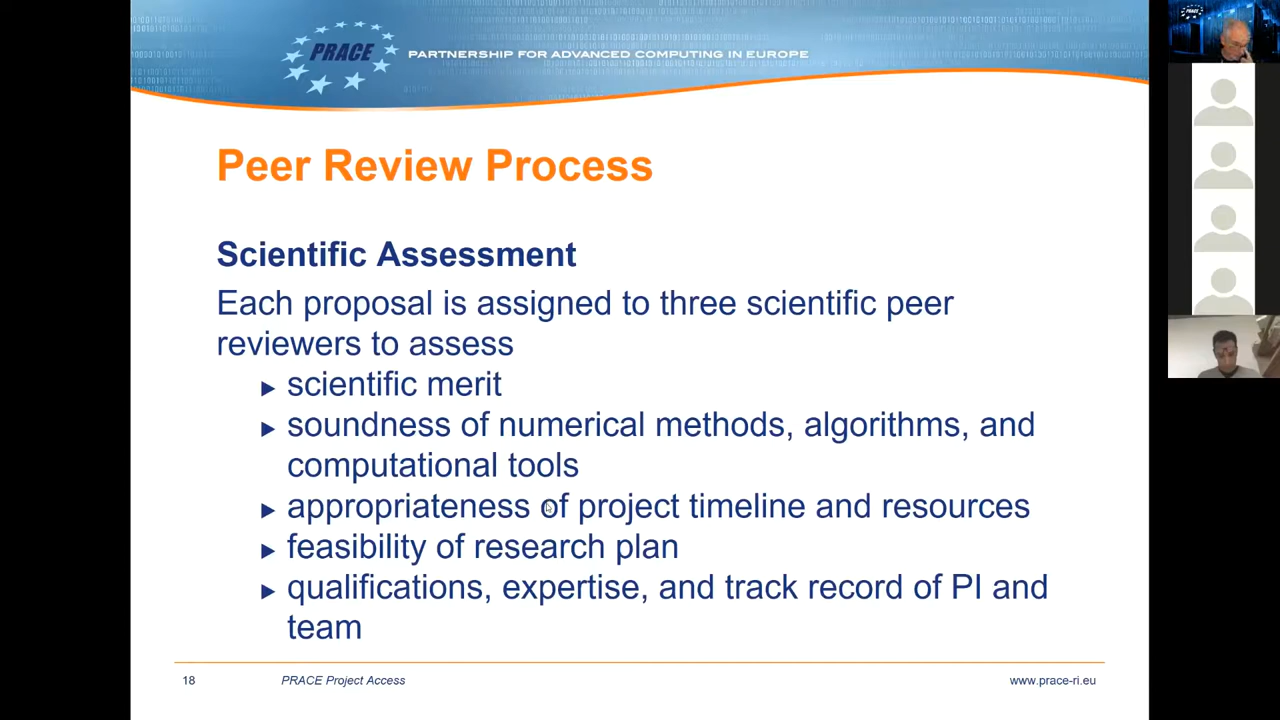 PRACE
PARTNERSHIP FOR ADVANCED COMPUTING IN EUROPE
Peer Review Process
Scientific Assessment
Each proposal is assigned to three scientific peer
reviewers to assess
▶ scientific merit
▶ soundness of numerical methods, algorithms, and
computational tools
▶ appropriateness of project timeline and resources
▶ feasibility of research plan
▶ qualifications, expertise, and track record of PI and
team
18
PRACE Project Access
www.prace-ri.eu
PRACE